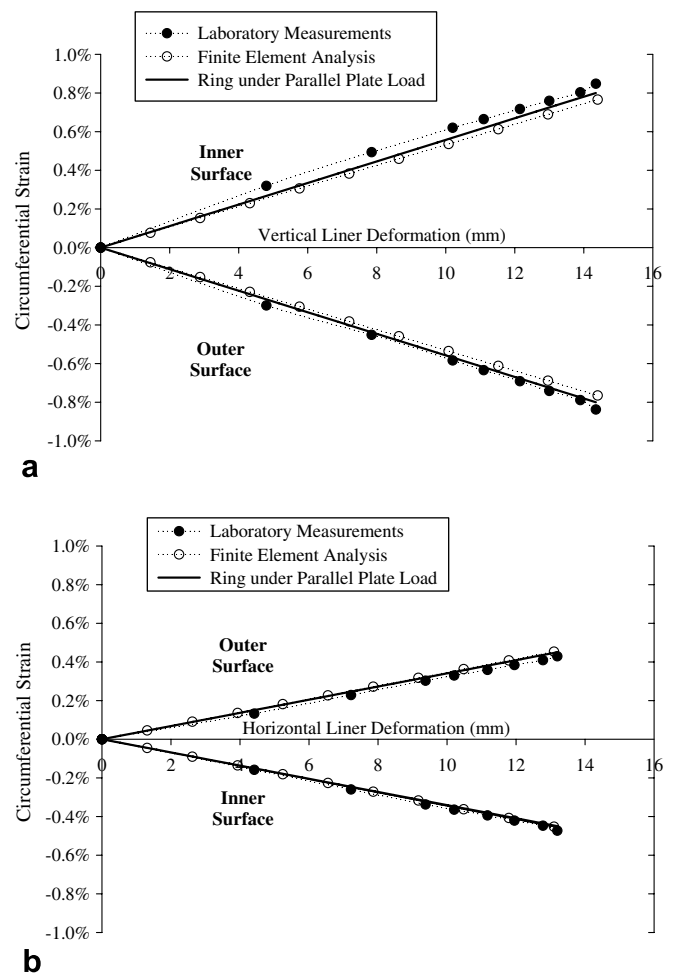 Laboratory Measurements
Finite Element Analysis
Ring under Parallel Plate Load
1.0%
0.8%
0.6%
0.4%
0.2%
0.0%
-0.2%
-0.4%
-0.6%
-0.8%
-1.0%
Circumferential Strain
Inner
Surface
Vertical Liner Deformation (mm)
0 2 4 6 8 10 12 14 16
Outer
Surface
a
Laboratory Measurements
Finite Element Analysis
Ring under Parallel Plate Load
1.0%
0.8%
0.6%
0.4%
0.2%
0.0%
-0.2%
-0.4%
-0.6%
-0.8%
-1.0%
Circumferential Strain
Outer
Surface
Horizontal Liner Deformation (mm)
0 2 4 6 8 10 12 14 16
Inner
Surface
b